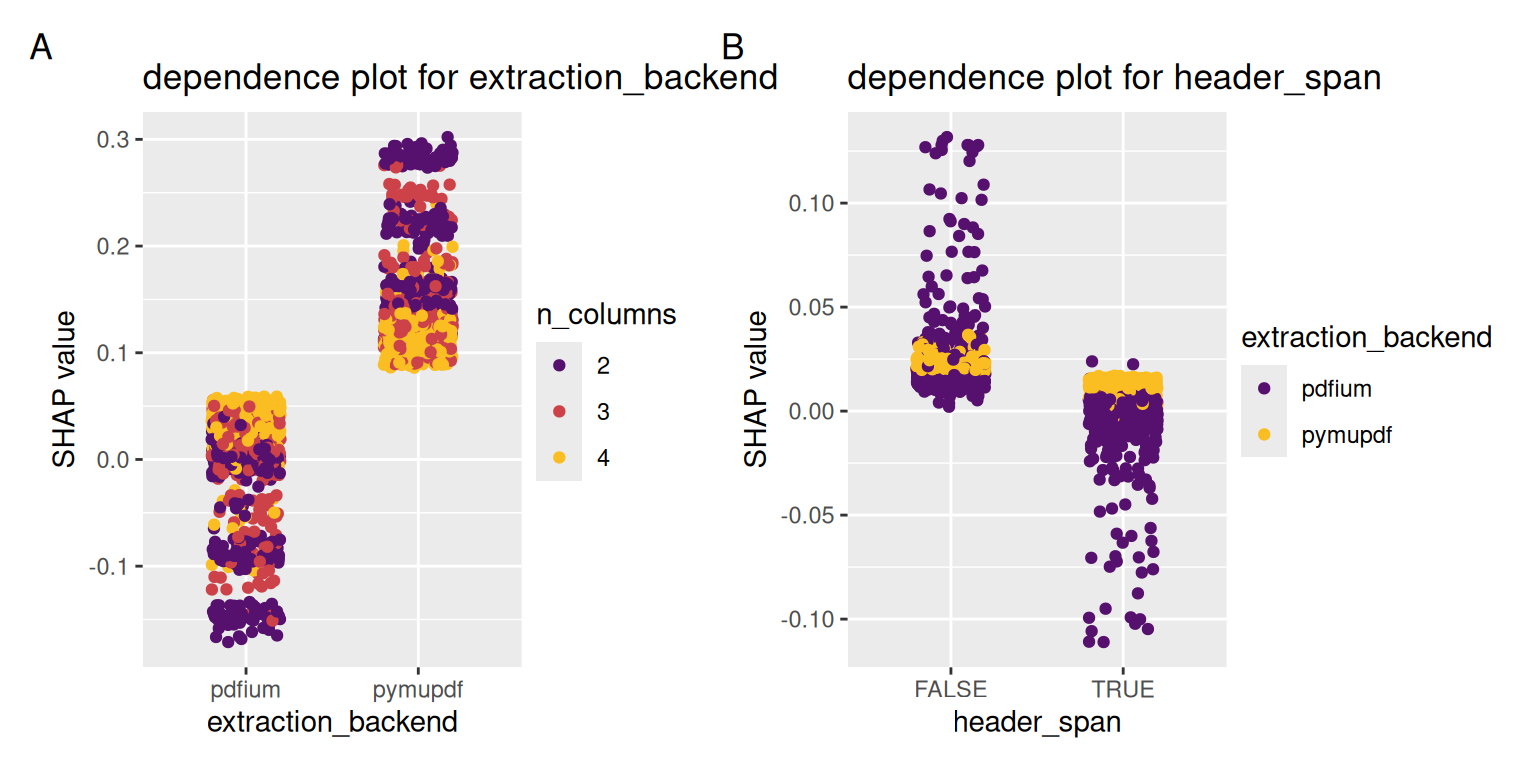 A
dependence plot for extraction_backend
0.3
0.2
0.1
0.0
-0.1
SHAP value
pdfium
pymupdf
extraction_backend
n_columns
2
3
4
B
dependence plot for header_span
0.10
0.05
0.00
-0.05
-0.10
SHAP value
FALSE
TRUE
header_span
extraction_backend
pdfium
pymupdf